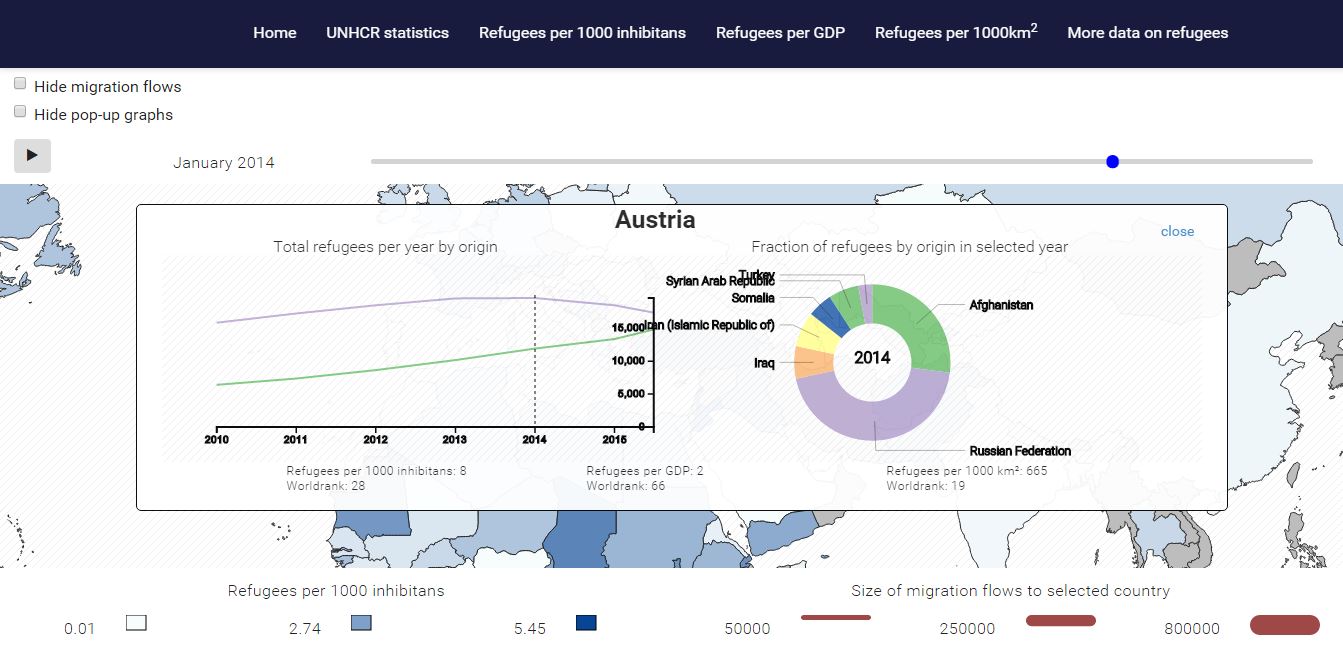 Home UNHCR statistics Refugees per 1000 inhibitans Refugees per GDP Refugees per 1000km² More data on refugees
Hide migration flows
Hide pop-up graphs
January 2014
Austria
close
Total refugees per year by origin
15,000
10,000
5,000
0
2010 2011 2012 2013 2014 2015
Fraction of refugees by origin in selected year
Turkey
Syrian Arab Republic
Somalia
Iran (Islamic Republic of)
Iraq
Afghanistan
2014
Russian Federation
Refugees per 1000 inhibitans: 8
Worldrank: 28
Refugees per GDP: 2
Worldrank: 66
Refugees per 1000 km²: 665
Worldrank: 19
Refugees per 1000 inhibitans
0.01 2.74 5.45
Size of migration flows to selected country
50000 250000 800000